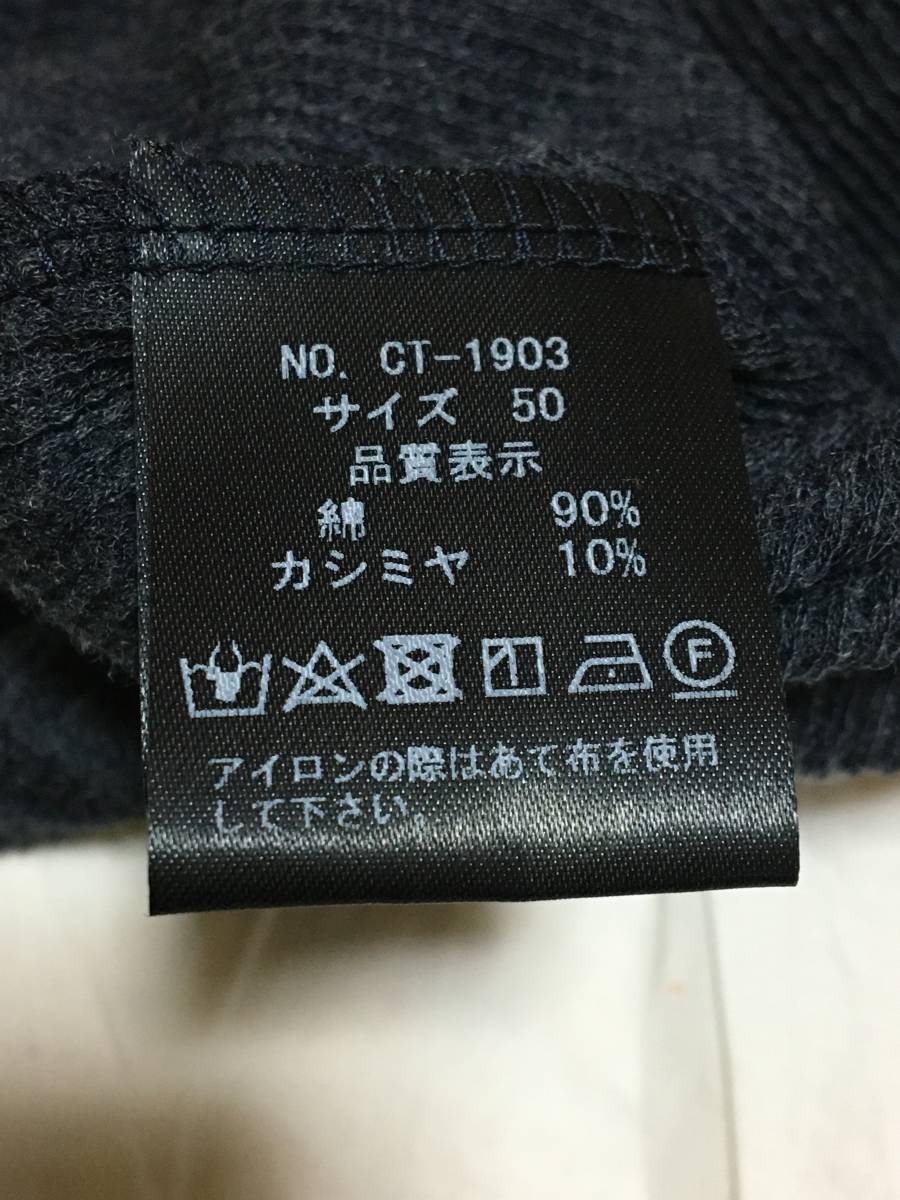 NO. CT-1903
サイズ 50
品質表示
綿 90%
カシミヤ 10%
F
アイロンの際はあて布を使用
して下さい。